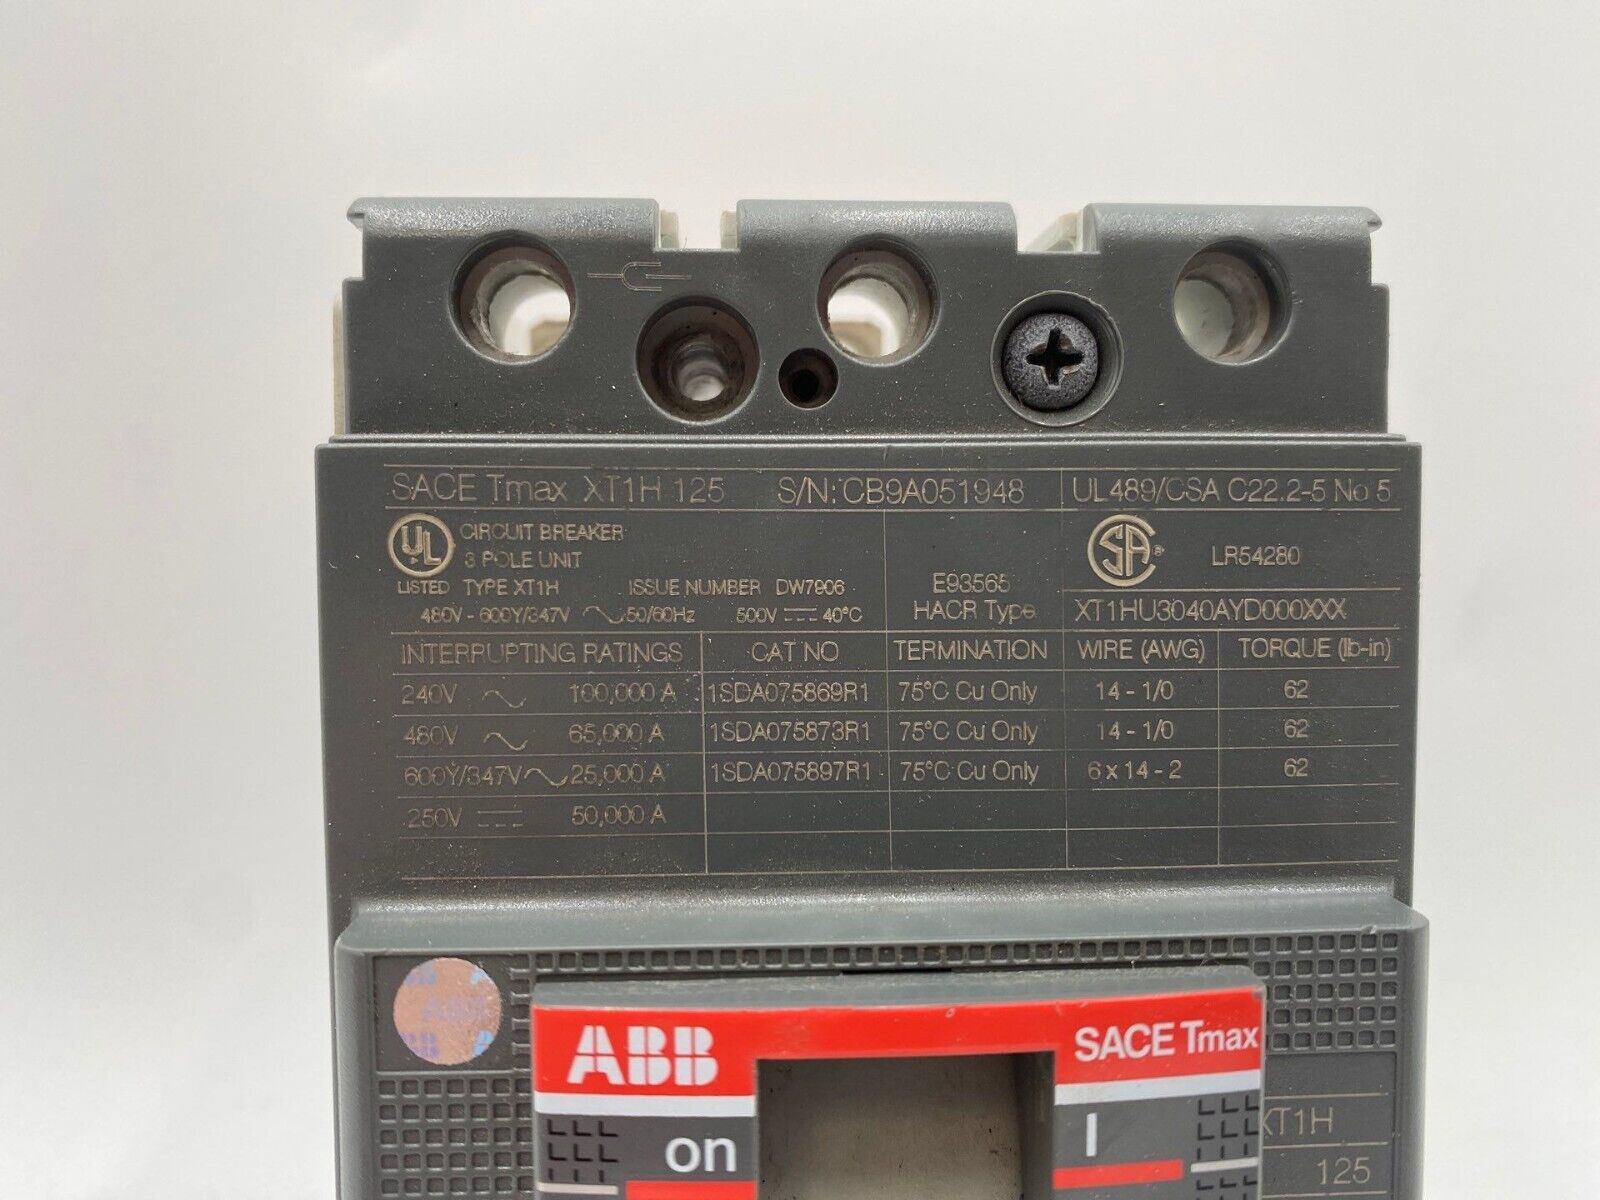 SACE Tmax XT1H 125 S/N: CB9A051948 UL489/CSA C22.2-5 No 5
UL CIRCUIT BREAKER
3 POLE UNIT
LISTED TYPE XT1H ISSUE NUMBER DW7906
480V - 600Y/347V 50/60Hz 500V 40°C
E93565
HACR Type
SA LR54280
XT1HU3040AYD000XXX
INTERRUPTING RATINGS CAT NO TERMINATION WIRE (AWG) TORQUE (lb-in)
240V 100,000 A 1SDA075869R1 75°C Cu Only 14 - 1/0 62
480V 65,000 A 1SDA075873R1 75°C Cu Only 14 - 1/0 62
600Y/347V 25,000 A 1SDA075897R1 75°C Cu Only 6 x 14 - 2 62
250V 50,000 A
ABB SACE Tmax
on I
XT1H
125